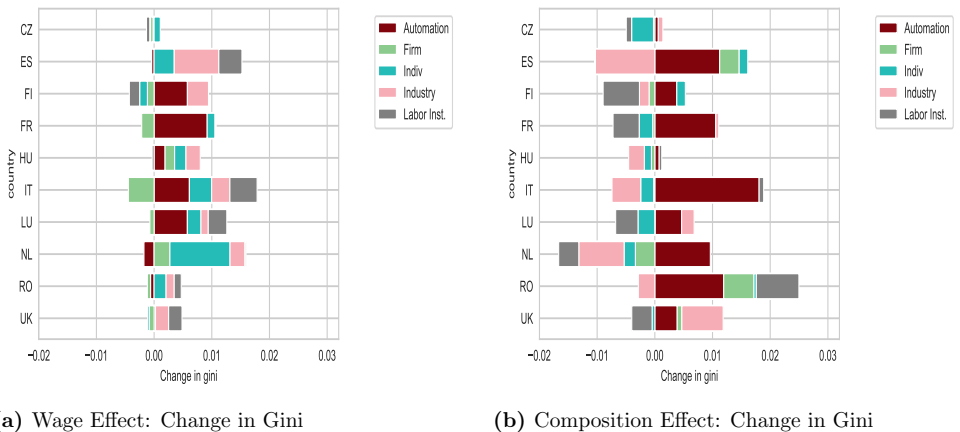 CZ
ES
FI
FR
HU
IT
LU
NL
RO
UK
country
−0.02 −0.01 0.00 0.01 0.02 0.03
Change in gini
Automation
Firm
Indiv
Industry
Labor Inst.
(a) Wage Effect: Change in Gini
CZ
ES
FI
FR
HU
IT
LU
NL
RO
UK
country
−0.02 −0.01 0.00 0.01 0.02 0.03
Change in gini
Automation
Firm
Indiv
Industry
Labor Inst.
(b) Composition Effect: Change in Gini